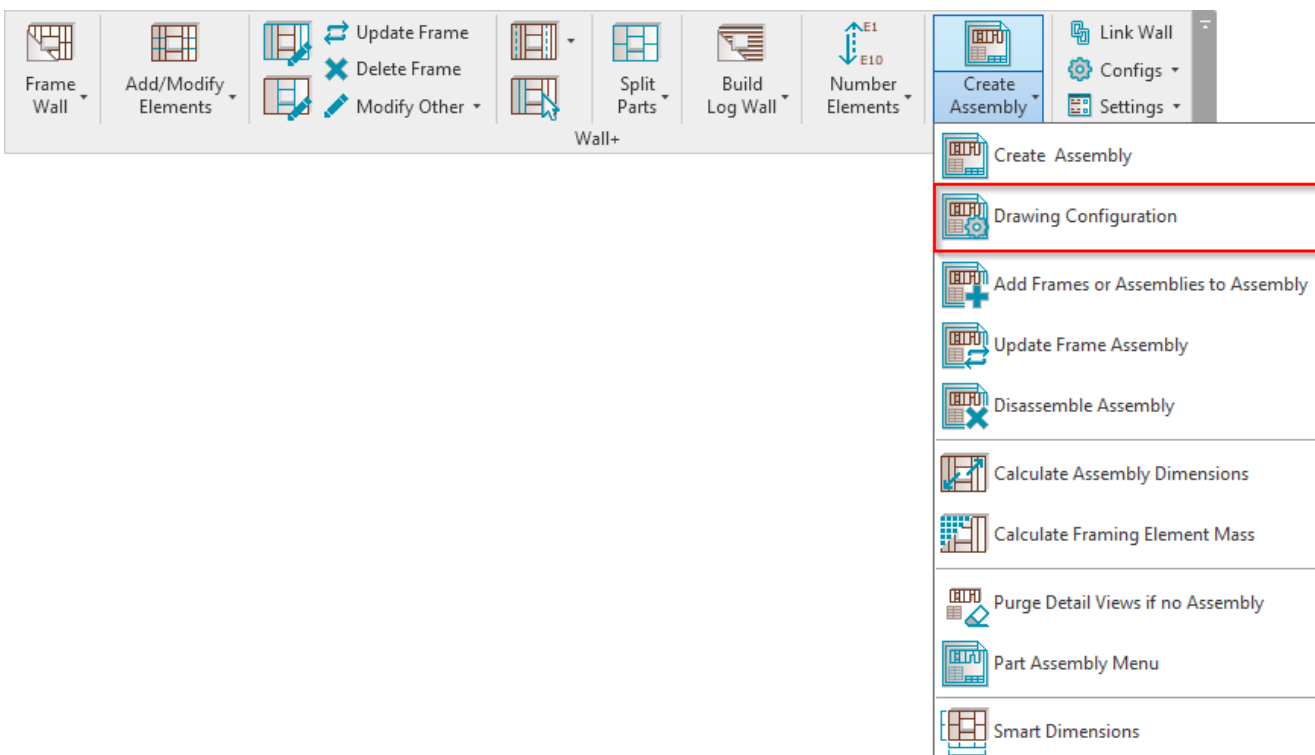 Frame
Wall
Add/Modify
Elements
Update Frame
Delete Frame
Modify Other
Split
Parts
Build
Log Wall
E1
E10
Number
Elements
Create
Assembly
Link Wall
Configs
Settings
Wall+
Create Assembly
Drawing Configuration
Add Frames or Assemblies to Assembly
Update Frame Assembly
Disassemble Assembly
Calculate Assembly Dimensions
Calculate Framing Element Mass
Purge Detail Views if no Assembly
Part Assembly Menu
Smart Dimensions